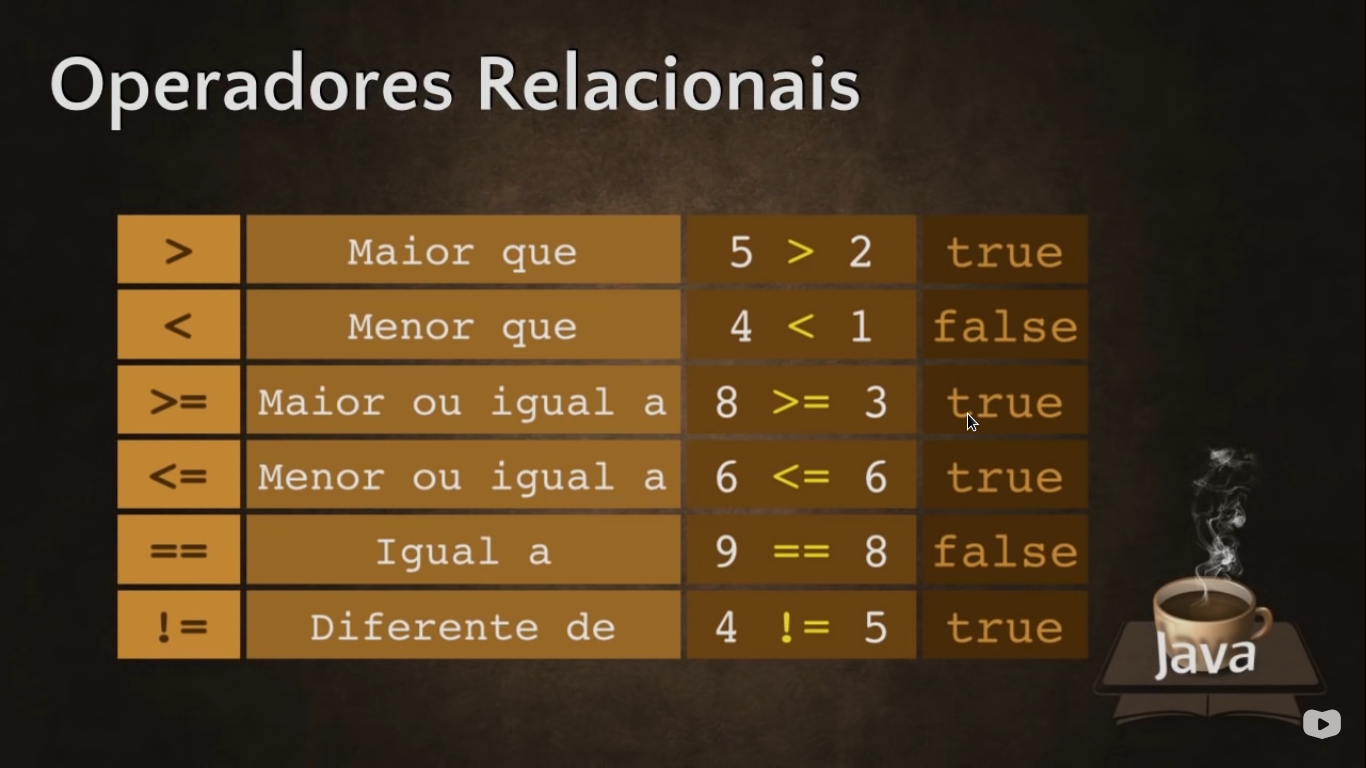 Operadores Relacionais
> Maior que 5 > 2 true
< Menor que 4 < 1 false
>= Maior ou igual a 8 >= 3 true
<= Menor ou igual a 6 <= 6 true
== Igual a 9 == 8 false
!= Diferente de 4 != 5 true
Java